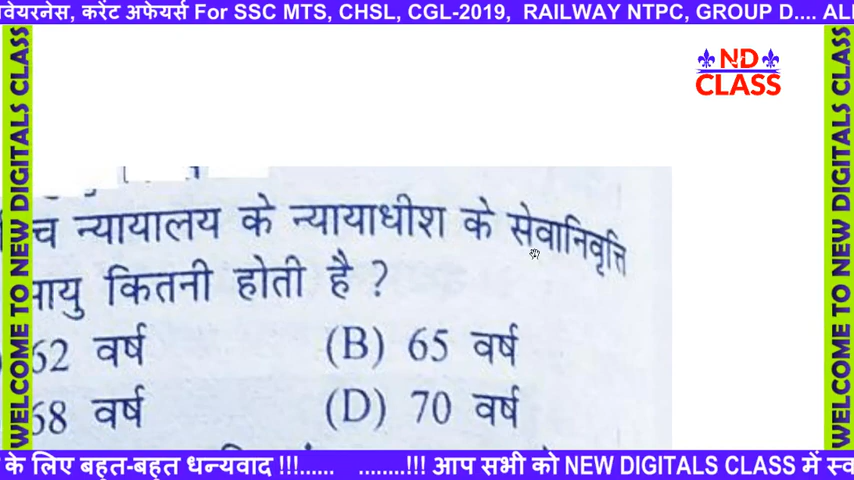 वेयरनेस, करेंट अफेयर्स For SSC MTS, CHSL, CGL-2019, RAILWAY NTPC, GROUP D.... ALL
WELCOME TO NEW DIGITALS CLASS
ND
CLASS
च न्यायालय के न्यायाधीश के सेवानिवृत्ति
आयु कितनी होती है ?
62 वर्ष (B) 65 वर्ष
68 वर्ष (D) 70 वर्ष
WELCOME TO NEW DIGITALS CLASS
के लिए बहुत-बहुत धन्यवाद !!!...... ........!!! आप सभी को NEW DIGITALS CLASS में स्व